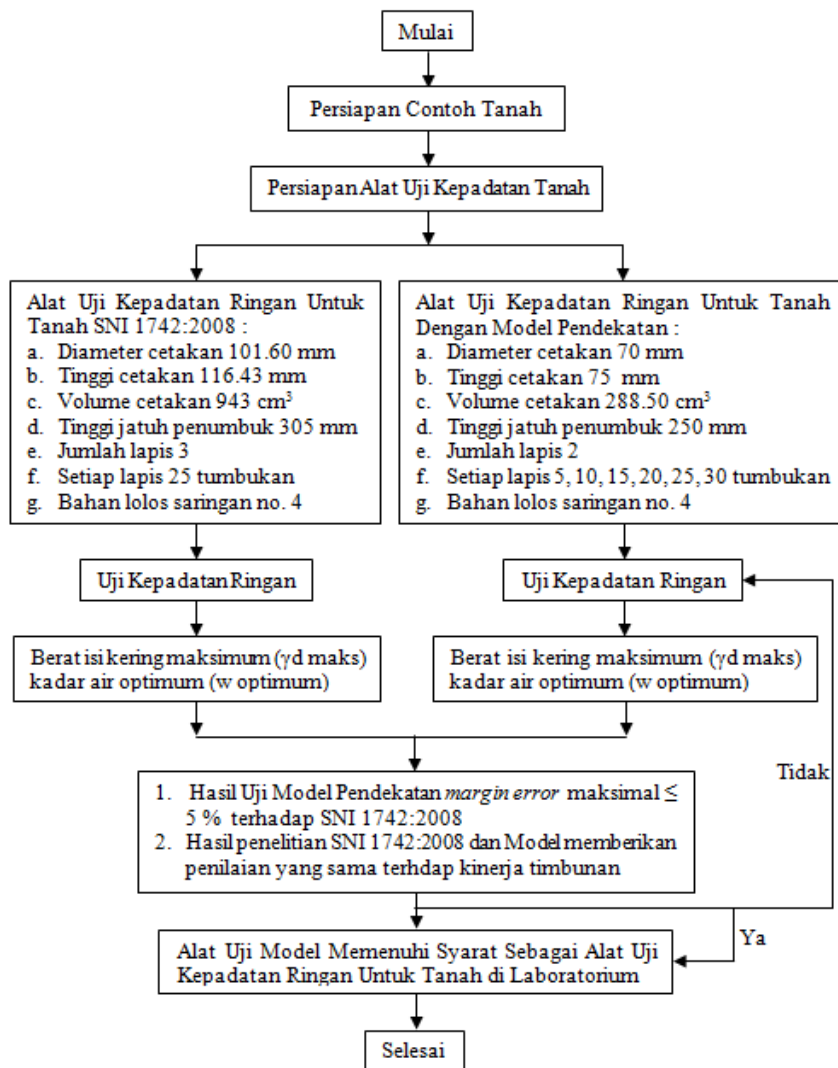 Mulai
Persiapan Contoh Tanah
Persiapan Alat Uji Kepadatan Tanah
Alat Uji Kepadatan Ringan Untuk
Tanah SNI 1742:2008 :
a. Diameter cetakan 101.60 mm
b. Tinggi cetakan 116.43 mm
c. Volume cetakan 943 cm³
d. Tinggi jatuh penumbuk 305 mm
e. Jumlah lapis 3
f. Setiap lapis 25 tumbukan
g. Bahan lolos saringan no. 4
Alat Uji Kepadatan Ringan Untuk Tanah
Dengan Model Pendekatan :
a. Diameter cetakan 70 mm
b. Tinggi cetakan 75 mm
c. Volume cetakan 288.50 cm³
d. Tinggi jatuh penumbuk 250 mm
e. Jumlah lapis 2
f. Setiap lapis 5, 10, 15, 20, 25, 30 tumbukan
g. Bahan lolos saringan no. 4
Uji Kepadatan Ringan
Uji Kepadatan Ringan
Berat isi kering maksimum (γd maks)
kadar air optimum (w optimum)
Berat isi kering maksimum (γd maks)
kadar air optimum (w optimum)
Tidak
1. Hasil Uji Model Pendekatan margin error maksimal ≤
5 % terhadap SNI 1742:2008
2. Hasil penelitian SNI 1742:2008 dan Model memberikan
penilaian yang sama terhdap kinerja timbunan
Ya
Alat Uji Model Memenuhi Syarat Sebagai Alat Uji
Kepadatan Ringan Untuk Tanah di Laboratorium
Selesai